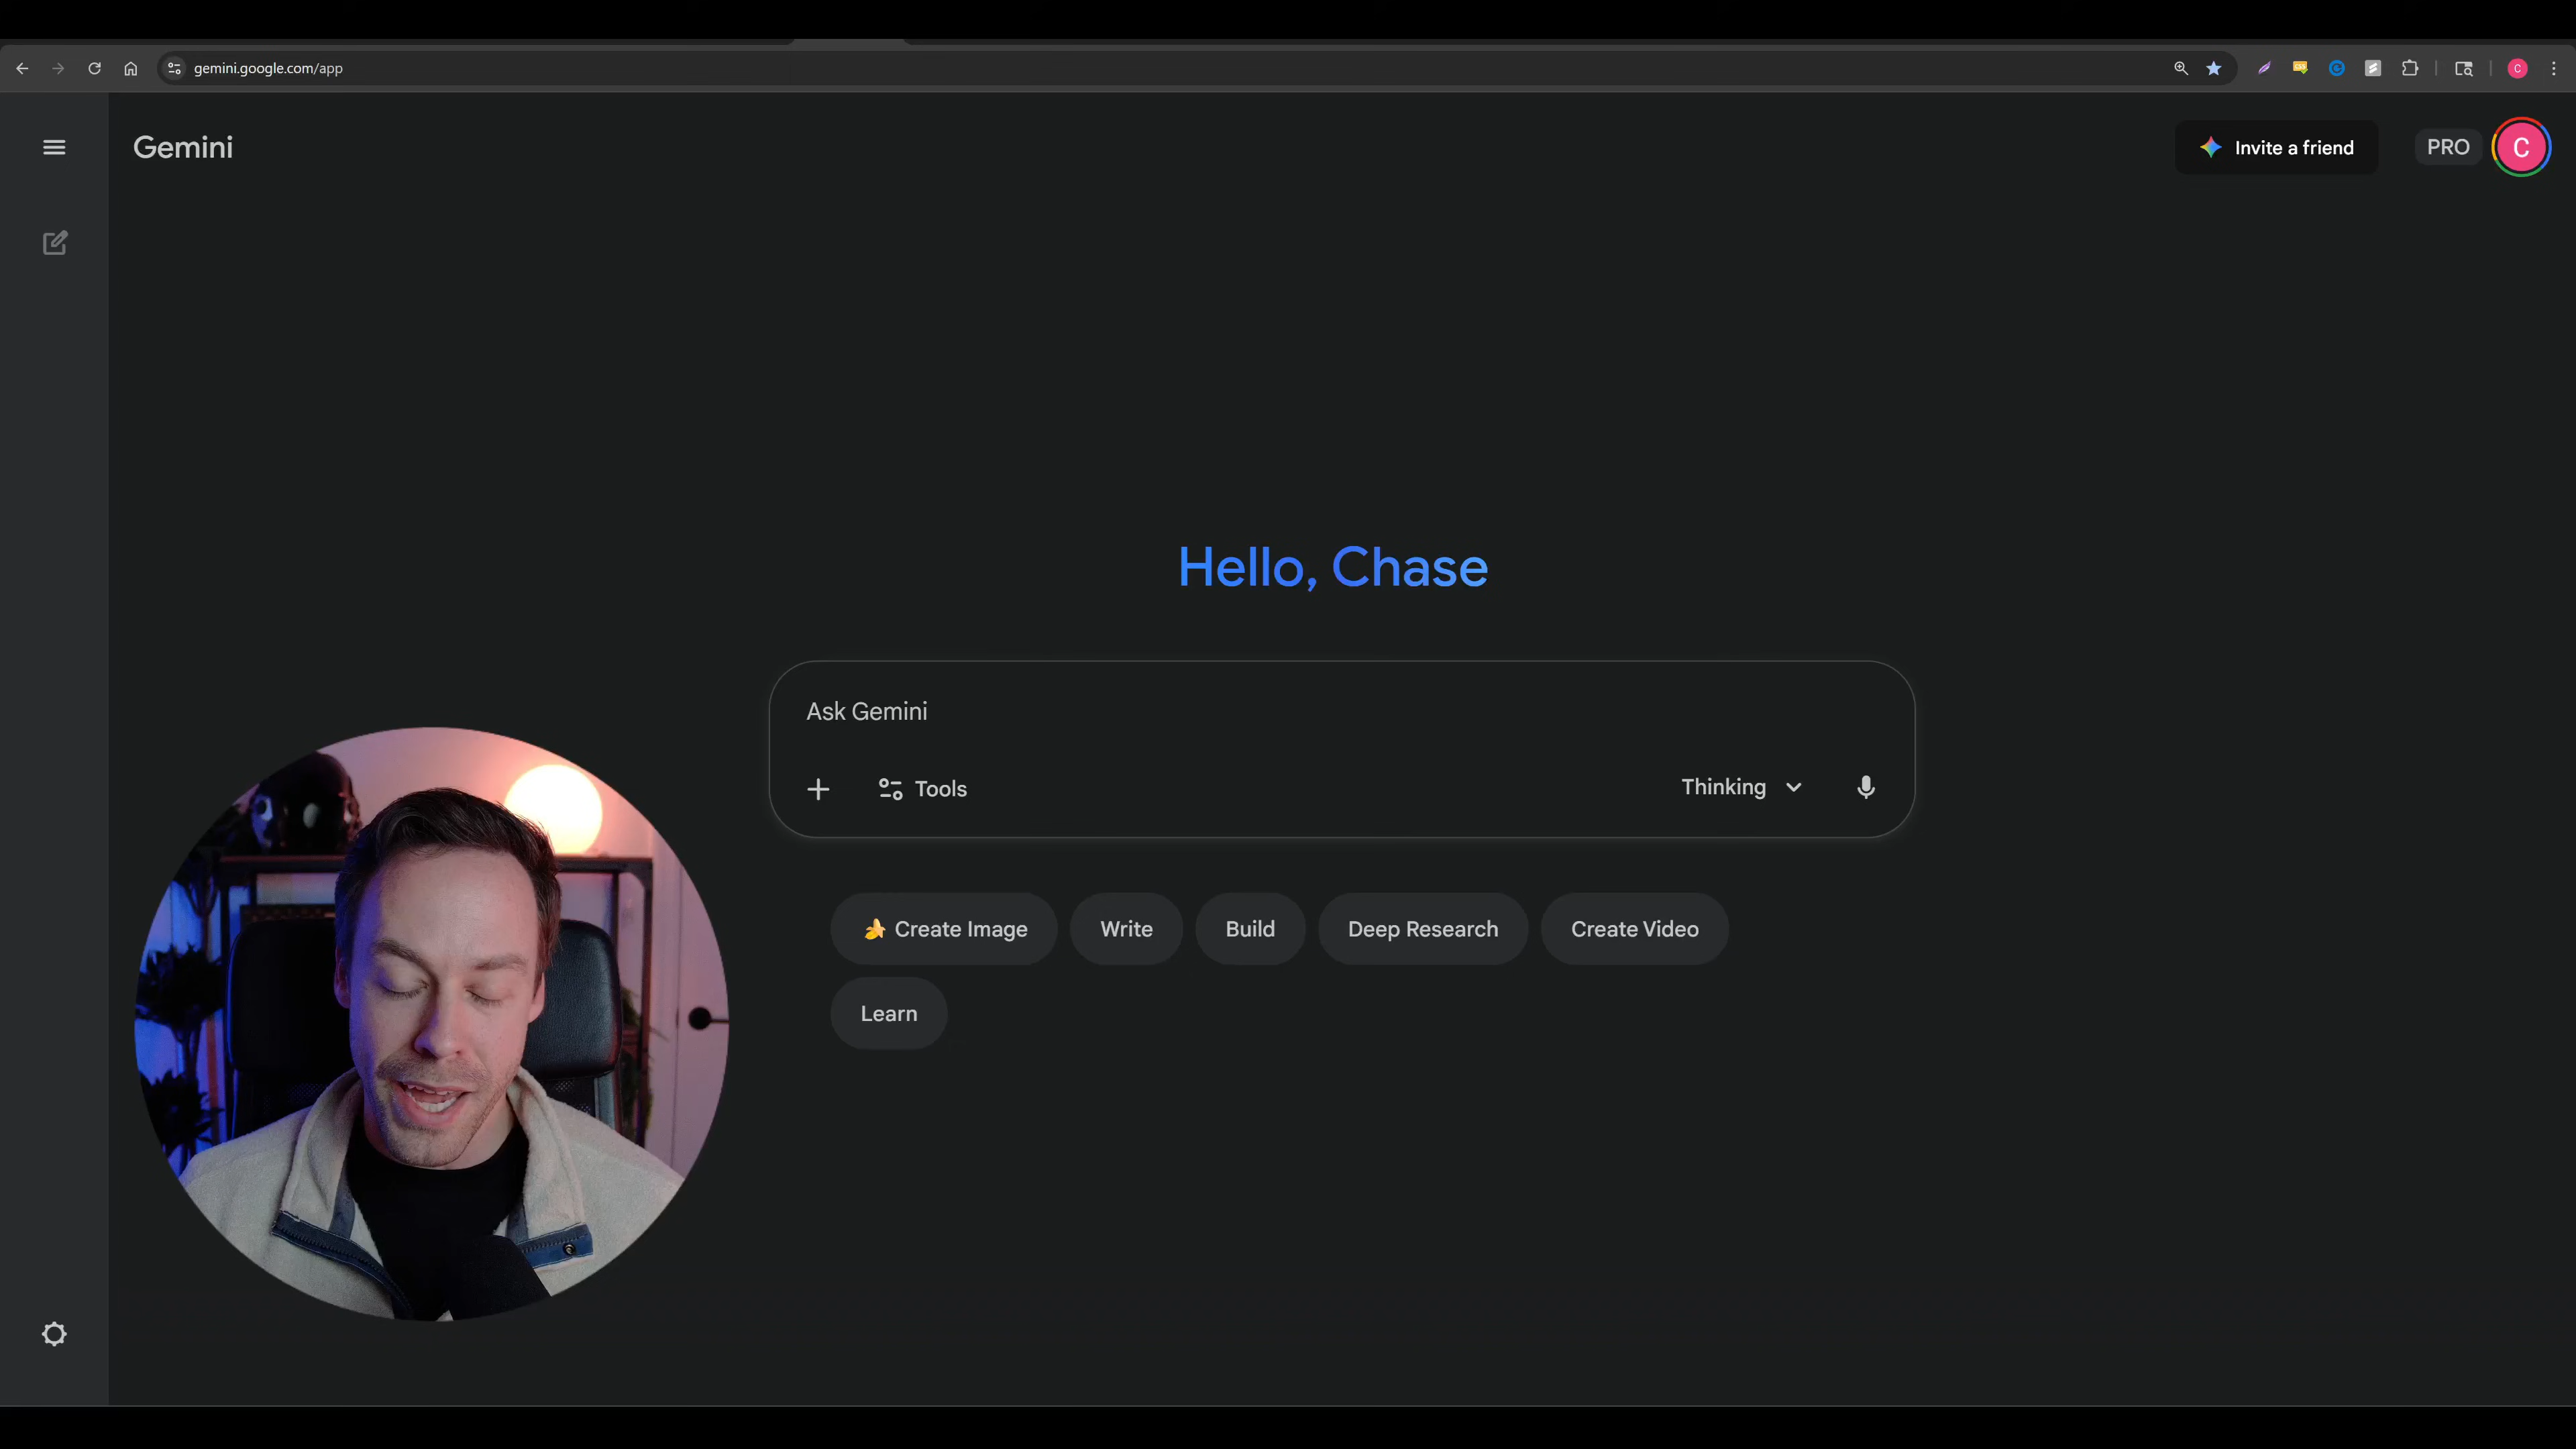 gemini.google.com/app
Gemini
Invite a friend
PRO
C
Hello, Chase
Ask Gemini
Tools
Thinking
Create Image
Write
Build
Deep Research
Create Video
Learn